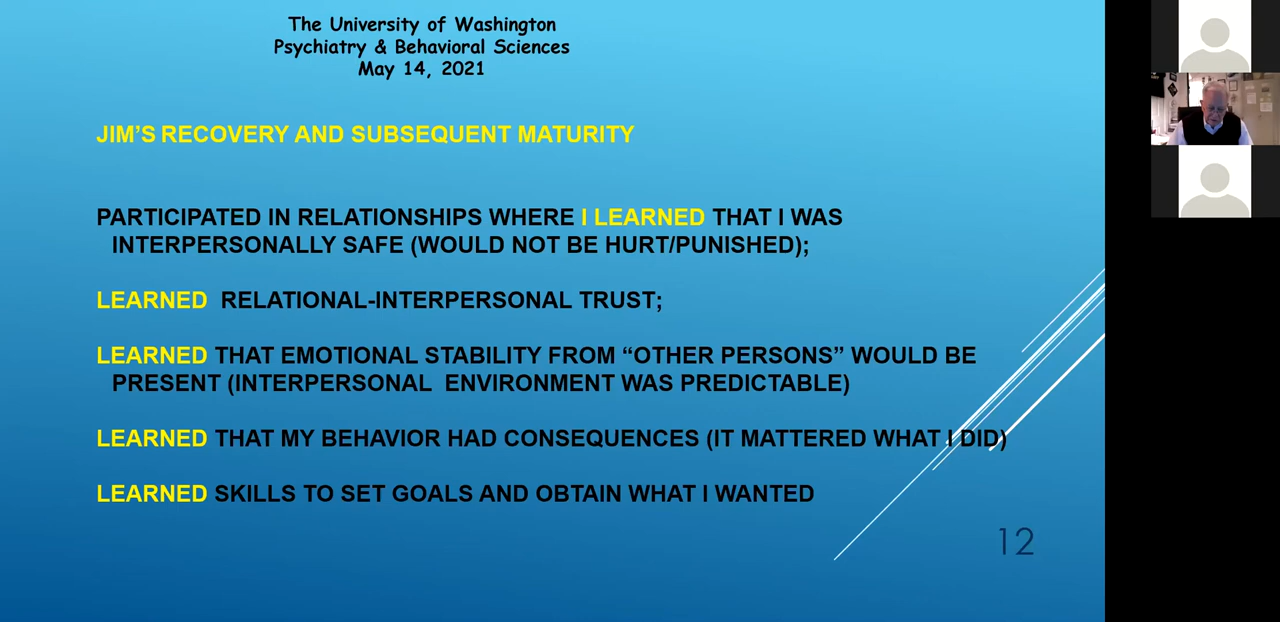 The University of Washington
Psychiatry & Behavioral Sciences
May 14, 2021
JIM’S RECOVERY AND SUBSEQUENT MATURITY
PARTICIPATED IN RELATIONSHIPS WHERE I LEARNED THAT I WAS
INTERPERSONALLY SAFE (WOULD NOT BE HURT/PUNISHED);
LEARNED RELATIONAL-INTERPERSONAL TRUST;
LEARNED THAT EMOTIONAL STABILITY FROM “OTHER PERSONS” WOULD BE
PRESENT (INTERPERSONAL ENVIRONMENT WAS PREDICTABLE)
LEARNED THAT MY BEHAVIOR HAD CONSEQUENCES (IT MATTERED WHAT I DID)
LEARNED SKILLS TO SET GOALS AND OBTAIN WHAT I WANTED
12